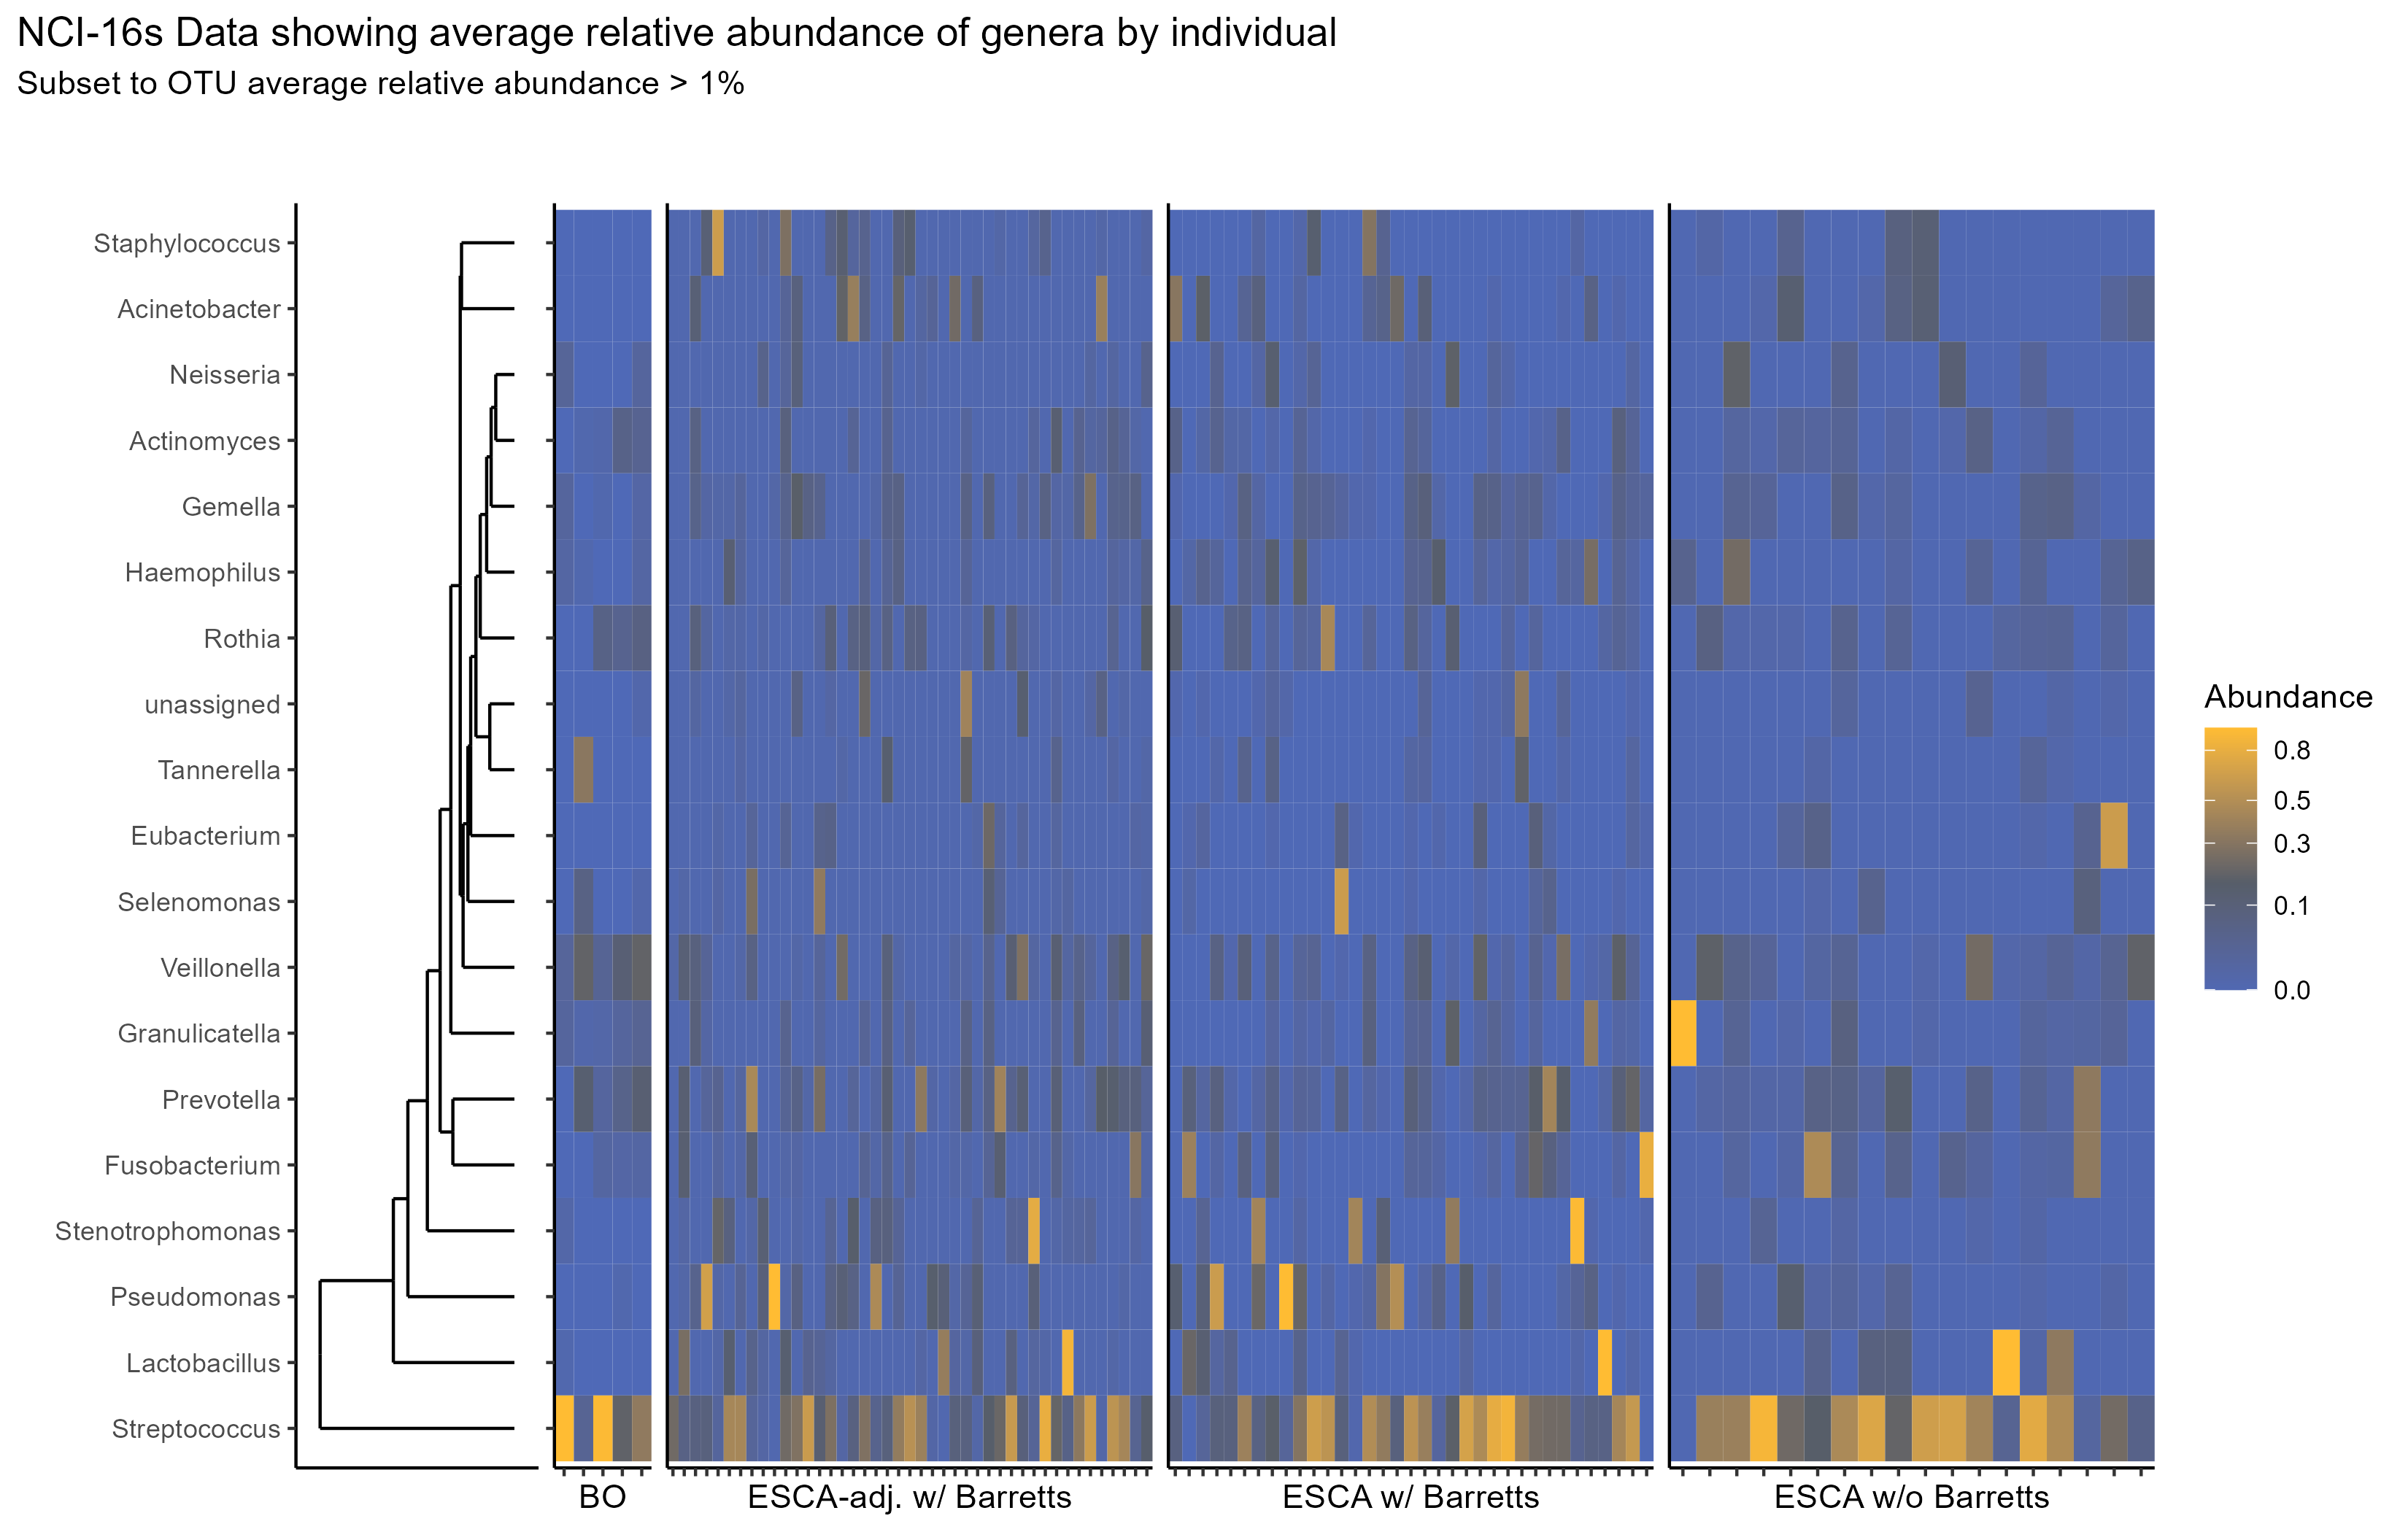 NCI-16s Data showing average relative abundance of genera by individual
Subset to OTU average relative abundance > 1%
Staphylococcus
Acinetobacter
Neisseria
Actinomyces
Gemella
Haemophilus
Rothia
unassigned
Tannerella
Eubacterium
Selenomonas
Veillonella
Granulicatella
Prevotella
Fusobacterium
Stenotrophomonas
Pseudomonas
Lactobacillus
Streptococcus
BO
ESCA-adj. w/ Barretts
ESCA w/ Barretts
ESCA w/o Barretts
Abundance
0.8
0.5
0.3
0.1
0.0